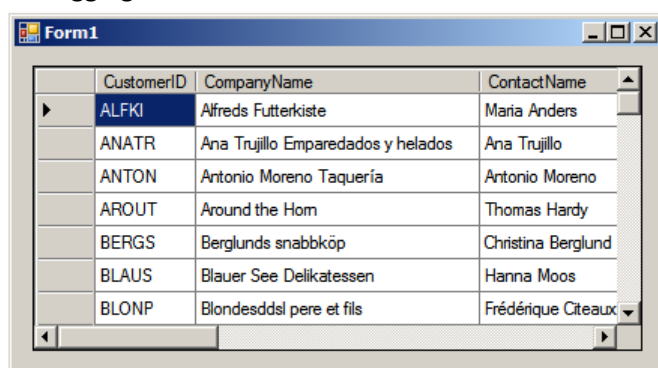 Form1
CustomerID CompanyName ContactName
ALFKI Alfreds Futterkiste Maria Anders
ANATR Ana Trujillo Emparedados y helados Ana Trujillo
ANTON Antonio Moreno Taquería Antonio Moreno
AROUT Around the Horn Thomas Hardy
BERGS Berglunds snabbköp Christina Berglund
BLAUS Blauer See Delikatessen Hanna Moos
BLONP Blondesddsl pere et fils Frédérique Citeaux